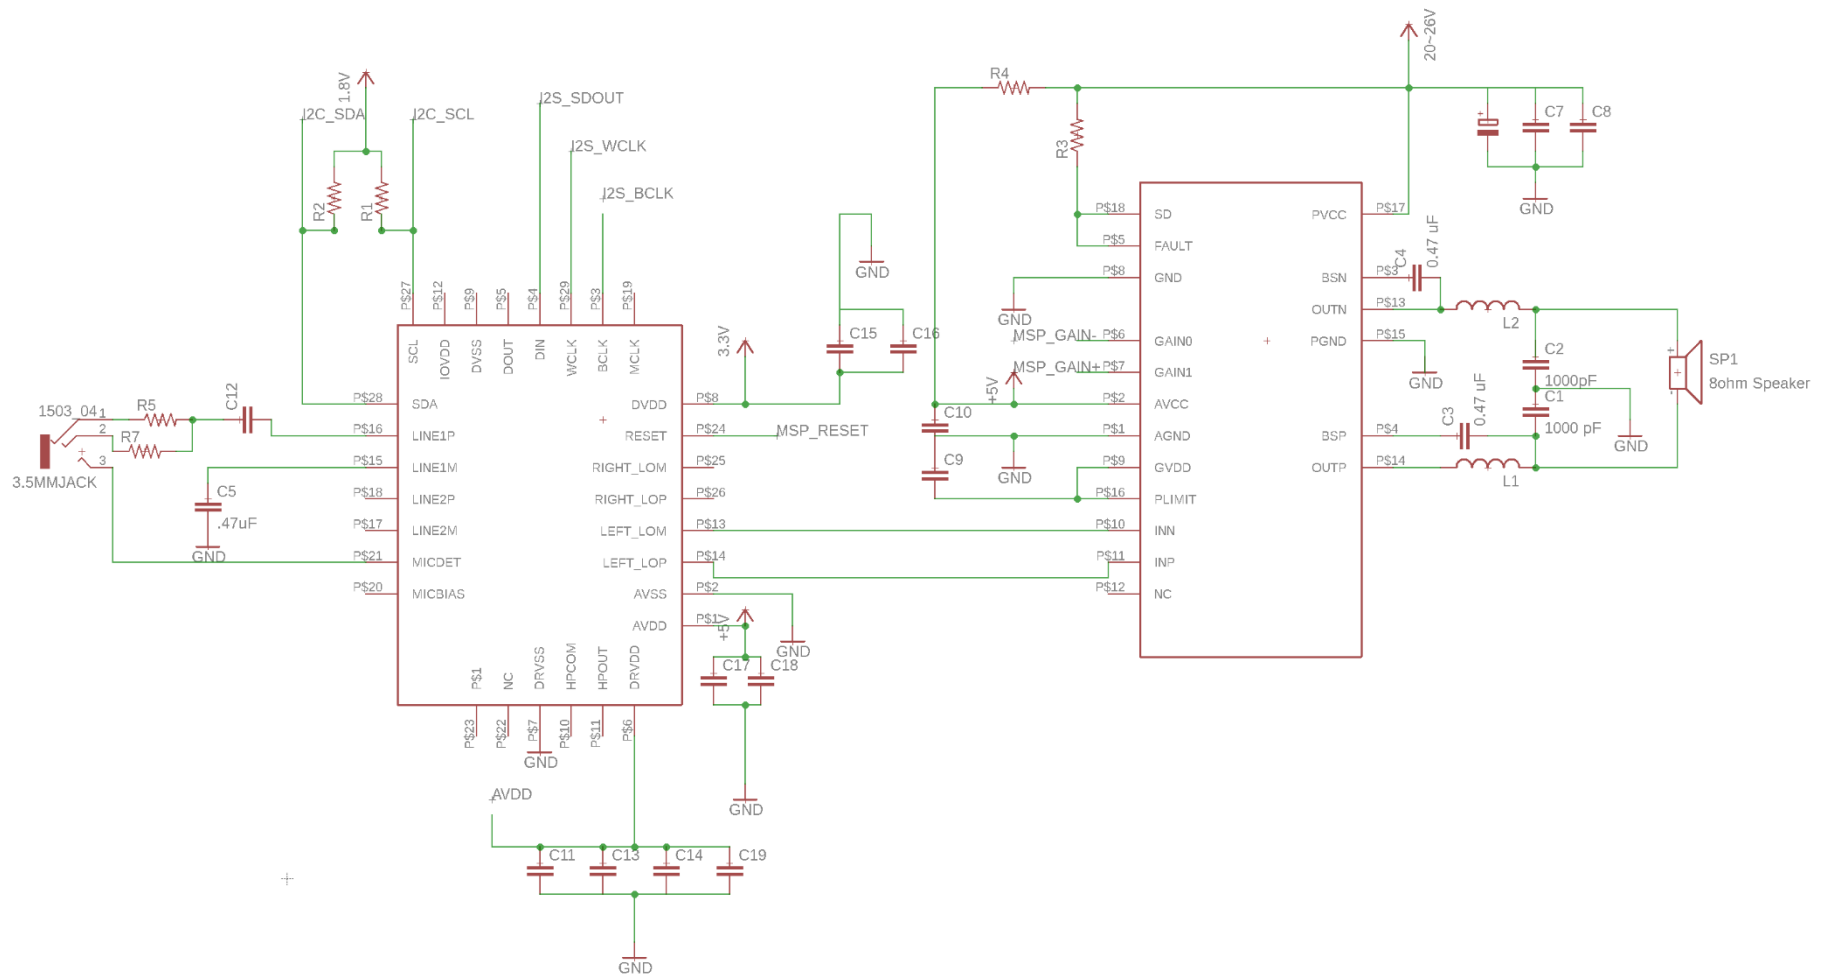 20~26V
1.8V
I2C_SDA
I2C_SCL
I2S_SDOUT
I2S_WCLK
I2S_BCLK
R2
R1
R4
R3
C7
C8
GND
P$27
P$12
P$9
P$5
P$4
P$29
P$3
P$19
SCL
IOVDD
DVSS
DOUT
DIN
WCLK
BCLK
MCLK
3.3V
GND
C15
C16
1503_04
1
2
3
3.5MMJACK
R5
R7
C12
C5
.47uF
GND
P$28
P$16
P$15
P$18
P$17
P$21
P$20
SDA
LINE1P
LINE1M
LINE2P
LINE2M
MICDET
MICBIAS
DVDD
RESET
RIGHT_LOM
RIGHT_LOP
LEFT_LOM
LEFT_LOP
AVSS
AVDD
P$8
P$24
P$25
P$26
P$13
P$14
P$2
P$1
MSP_RESET
+5V
GND
C17
C18
GND
P$1
NC
DRVSS
HPCOM
HPOUT
DRVDD
P$23
P$22
P$7
P$10
P$11
P$6
GND
AVDD
C11
C13
C14
C19
GND
P$18
P$5
P$8
P$6
P$7
P$2
P$1
P$9
P$16
P$10
P$11
P$12
SD
FAULT
GND
GAIN0
GAIN1
AVCC
AGND
GVDD
PLIMIT
INN
INP
NC
GND
MSP_GAIN-
MSP_GAIN+
+5V
C10
C9
GND
PVCC
BSN
OUTN
PGND
BSP
OUTP
P$17
P$3
P$13
P$15
P$4
P$14
C4
0.47 uF
L2
GND
C2
1000pF
C1
1000 pF
C3
0.47 uF
L1
GND
SP1
8ohm Speaker